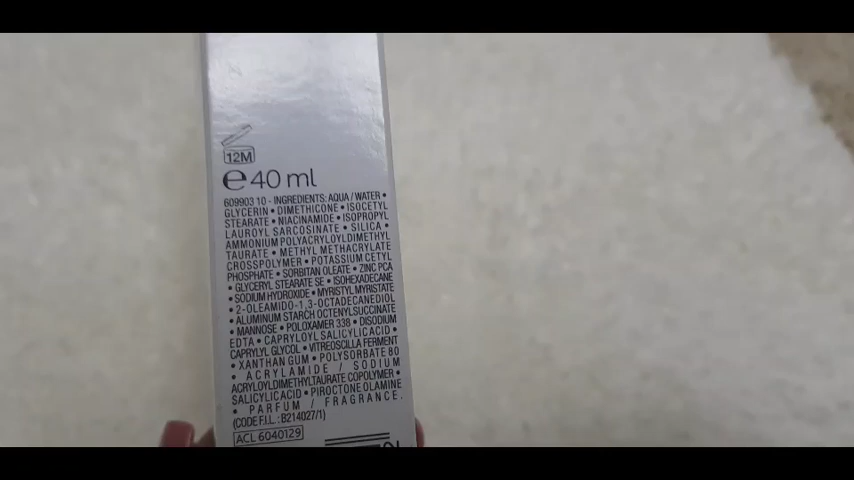 12M
℮ 40 ml
609903 10 - INGREDIENTS: AQUA / WATER •
GLYCERIN • DIMETHICONE • ISOCETYL
STEARATE • NIACINAMIDE • ISOPROPYL
LAUROYL SARCOSINATE • SILICA •
AMMONIUM POLYACRYLOYLDIMETHYL
TAURATE • METHYL METHACRYLATE
CROSSPOLYMER • POTASSIUM CETYL
PHOSPHATE • SORBITAN OLEATE • ZINC PCA
• GLYCERYL STEARATE SE • ISOHEXADECANE
• SODIUM HYDROXIDE • MYRISTYL MYRISTATE
• 2-OLEAMIDO-1,3-OCTADECANEDIOL
• ALUMINUM STARCH OCTENYLSUCCINATE
• MANNOSE • POLOXAMER 338 • DISODIUM
EDTA • CAPRYLOYL SALICYLIC ACID •
CAPRYLYL GLYCOL • VITREOSCILLA FERMENT
• XANTHAN GUM • POLYSORBATE 80
• ACRYLAMIDE / SODIUM
ACRYLOYLDIMETHYLTAURATE COPOLYMER •
SALICYLIC ACID • PIROCTONE OLAMINE
• PARFUM / FRAGRANCE.
(CODE F.I.L.: B214027/1)
ACL 6040129